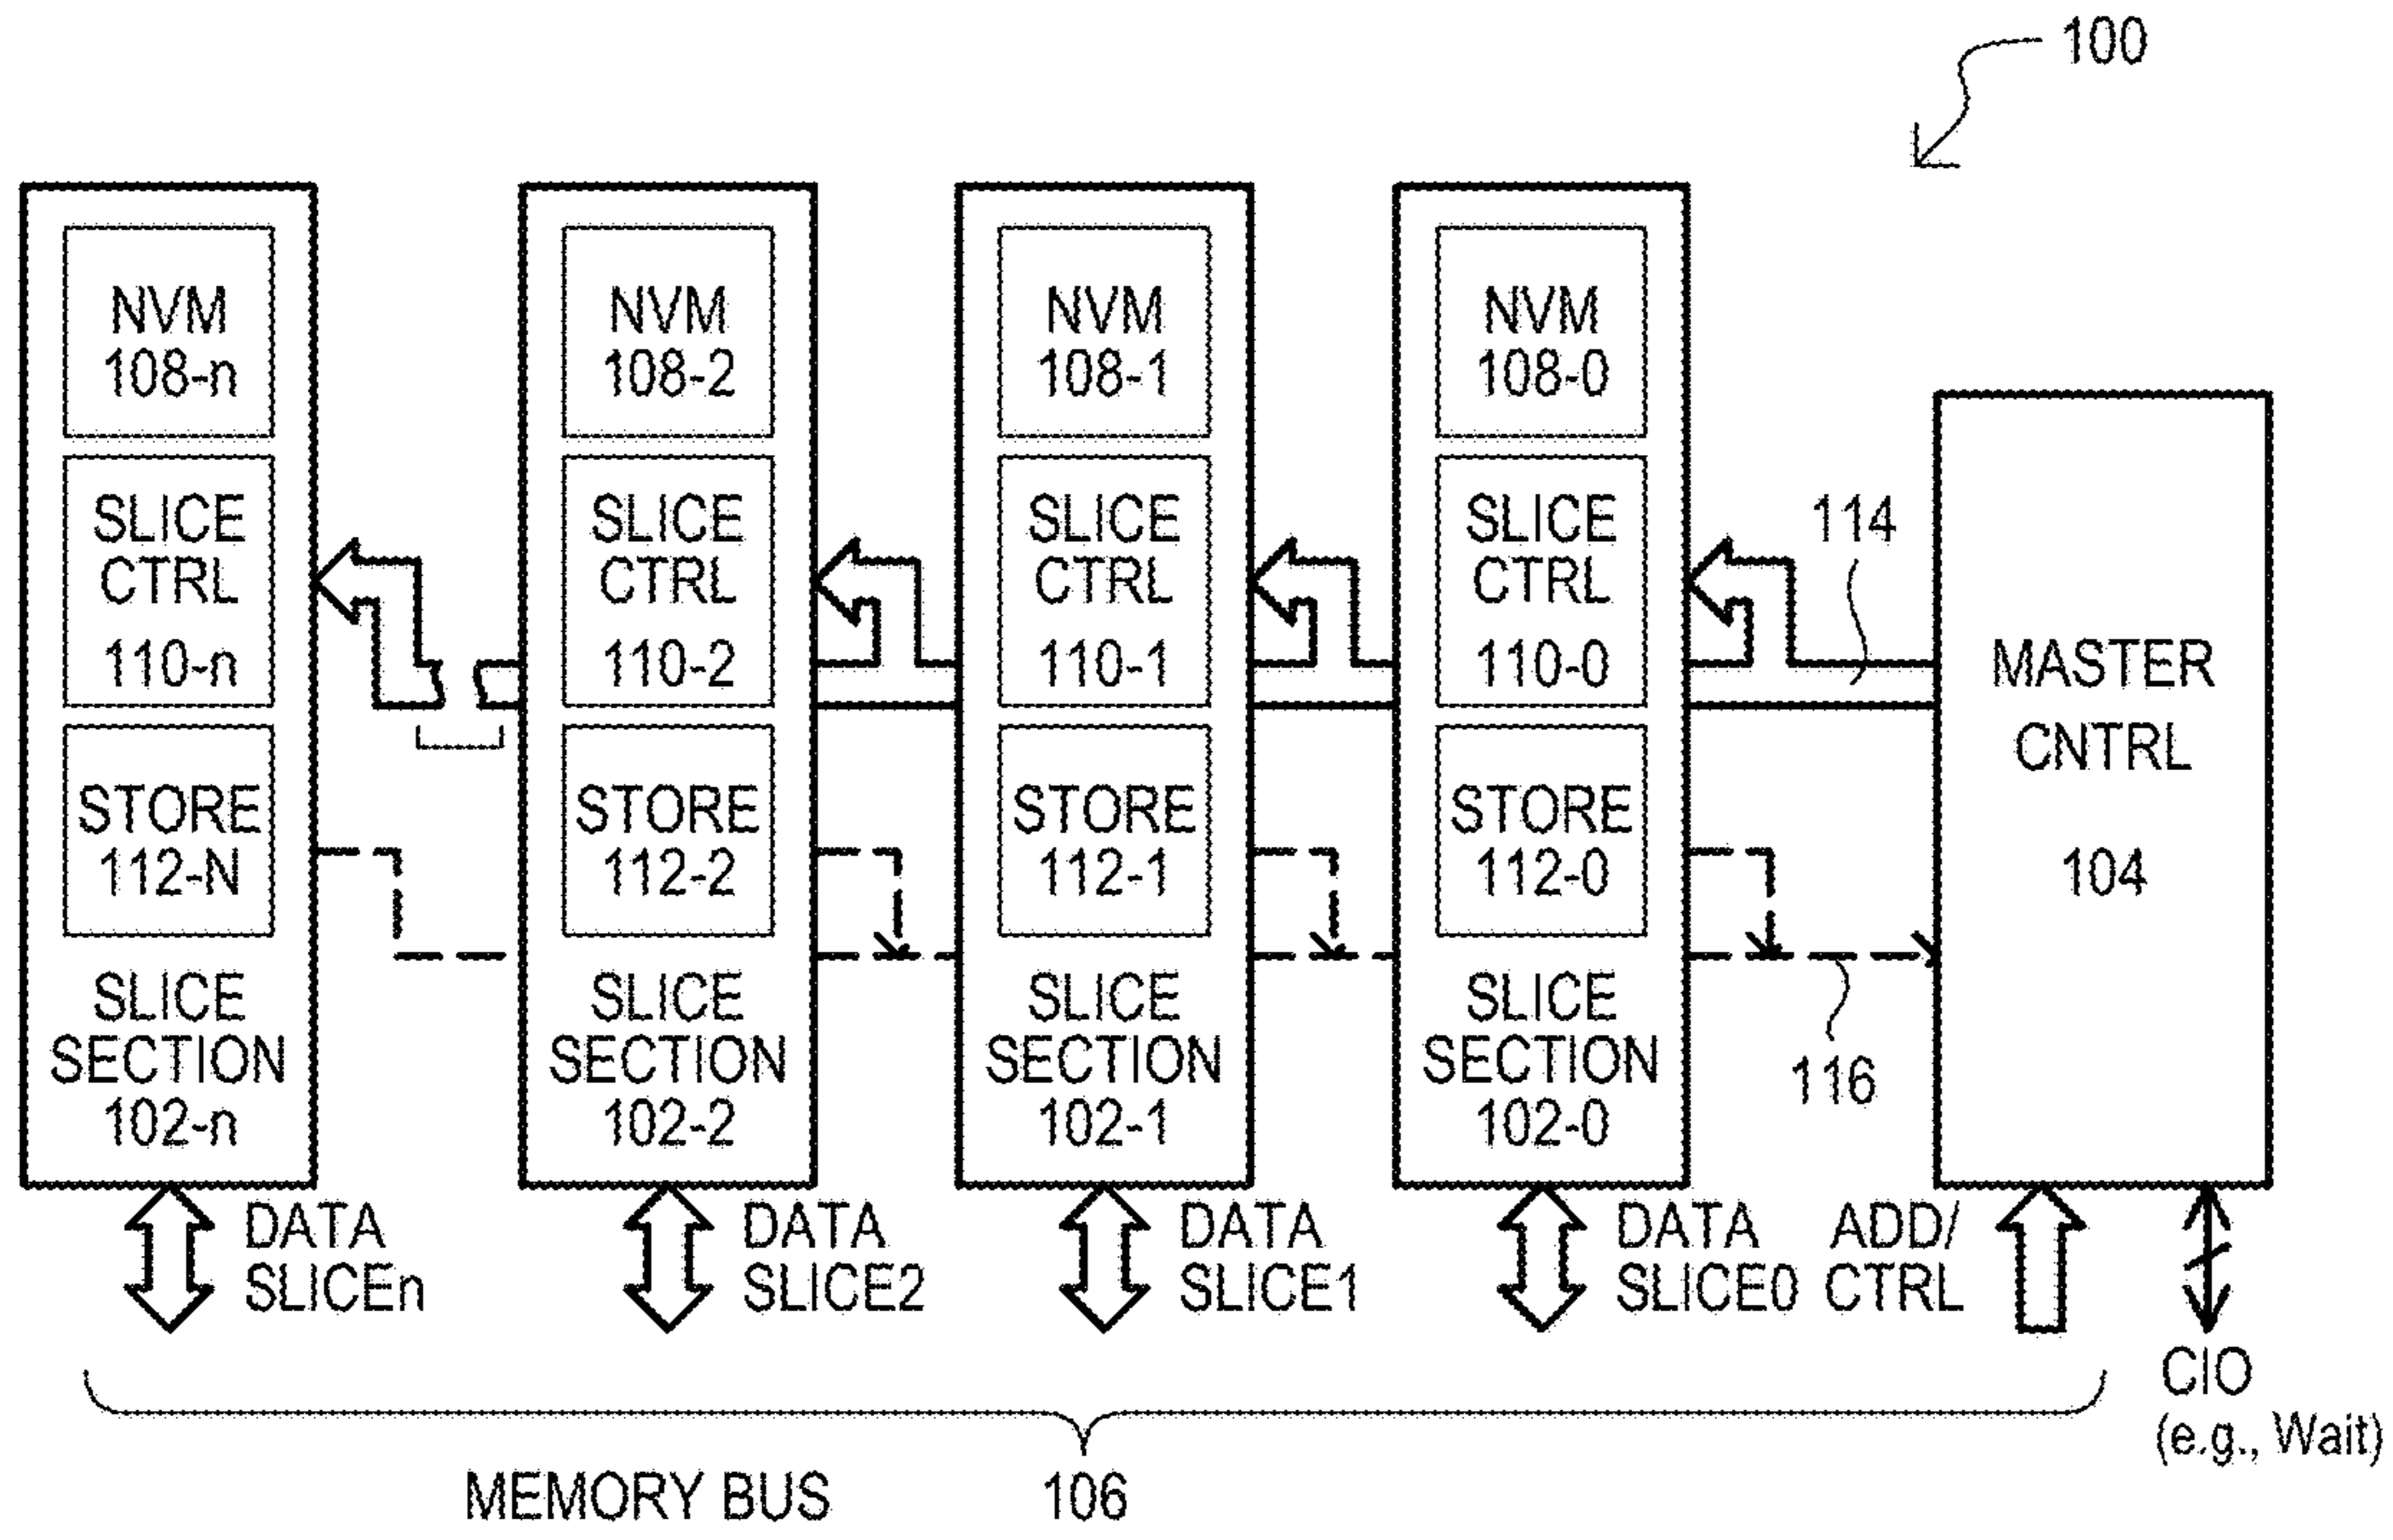 100
NVM
108-n
SLICE
CTRL
110-n
STORE
112-N
SLICE
SECTION
102-n
NVM
108-2
SLICE
CTRL
110-2
STORE
112-2
SLICE
SECTION
102-2
NVM
108-1
SLICE
CTRL
110-1
STORE
112-1
SLICE
SECTION
102-1
NVM
108-0
SLICE
CTRL
110-0
STORE
112-0
SLICE
SECTION
102-0
114
116
MASTER
CNTRL
104
DATA
SLICEn
DATA
SLICE2
DATA
SLICE1
DATA
SLICE0
ADD/
CTRL
CIO
(e.g., Wait)
MEMORY BUS
106